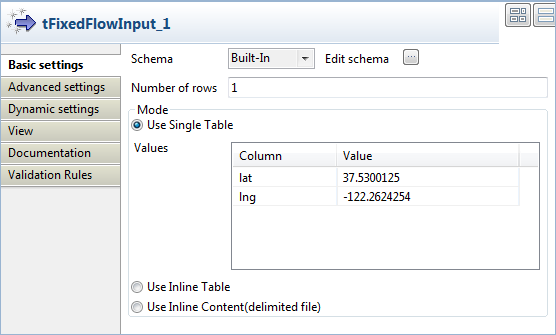 tFixedFlowInput_1
Basic settings
Advanced settings
Dynamic settings
View
Documentation
Validation Rules
Schema Built-In Edit schema ...
Number of rows 1
Mode
Use Single Table
Values
Column Value
lat 37.5300125
lng -122.2624254
Use Inline Table
Use Inline Content(delimited file)